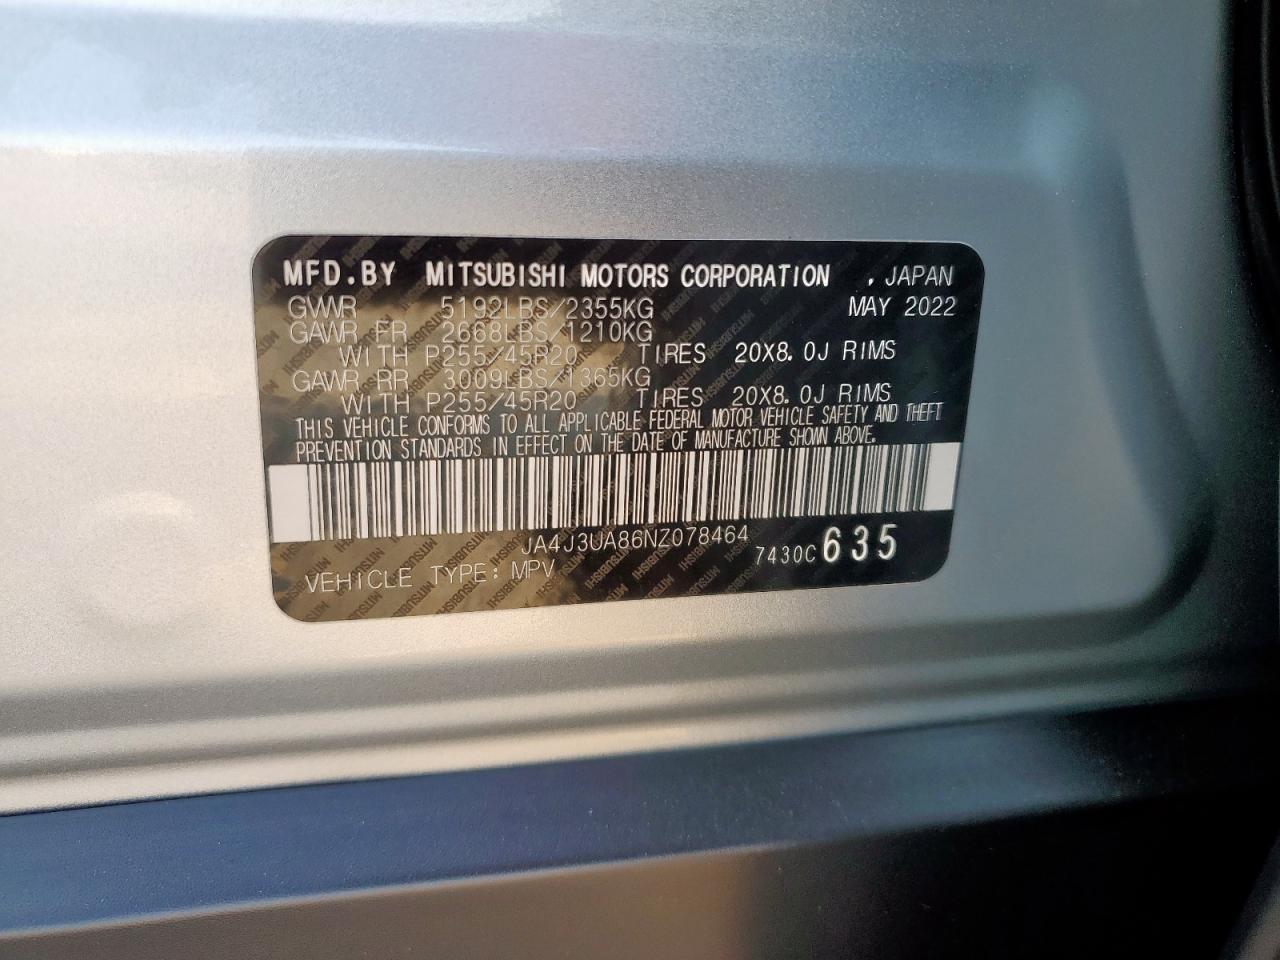 MFD.BY MITSUBISHI MOTORS CORPORATION , JAPAN
GVWR 5192LBS/2355KG MAY 2022
GAWR FR 2668LBS/1210KG
WITH P255/45R20 TIRES 20X8.0J RIMS
GAWR RR 3009LBS/1365KG
WITH P255/45R20 TIRES 20X8.0J RIMS
THIS VEHICLE CONFORMS TO ALL APPLICABLE FEDERAL MOTOR VEHICLE SAFETY AND THEFT
PREVENTION STANDARDS IN EFFECT ON THE DATE OF MANUFACTURE SHOWN ABOVE.
JA4J3UA86NZ078464
7430C 635
VEHICLE TYPE: MPV